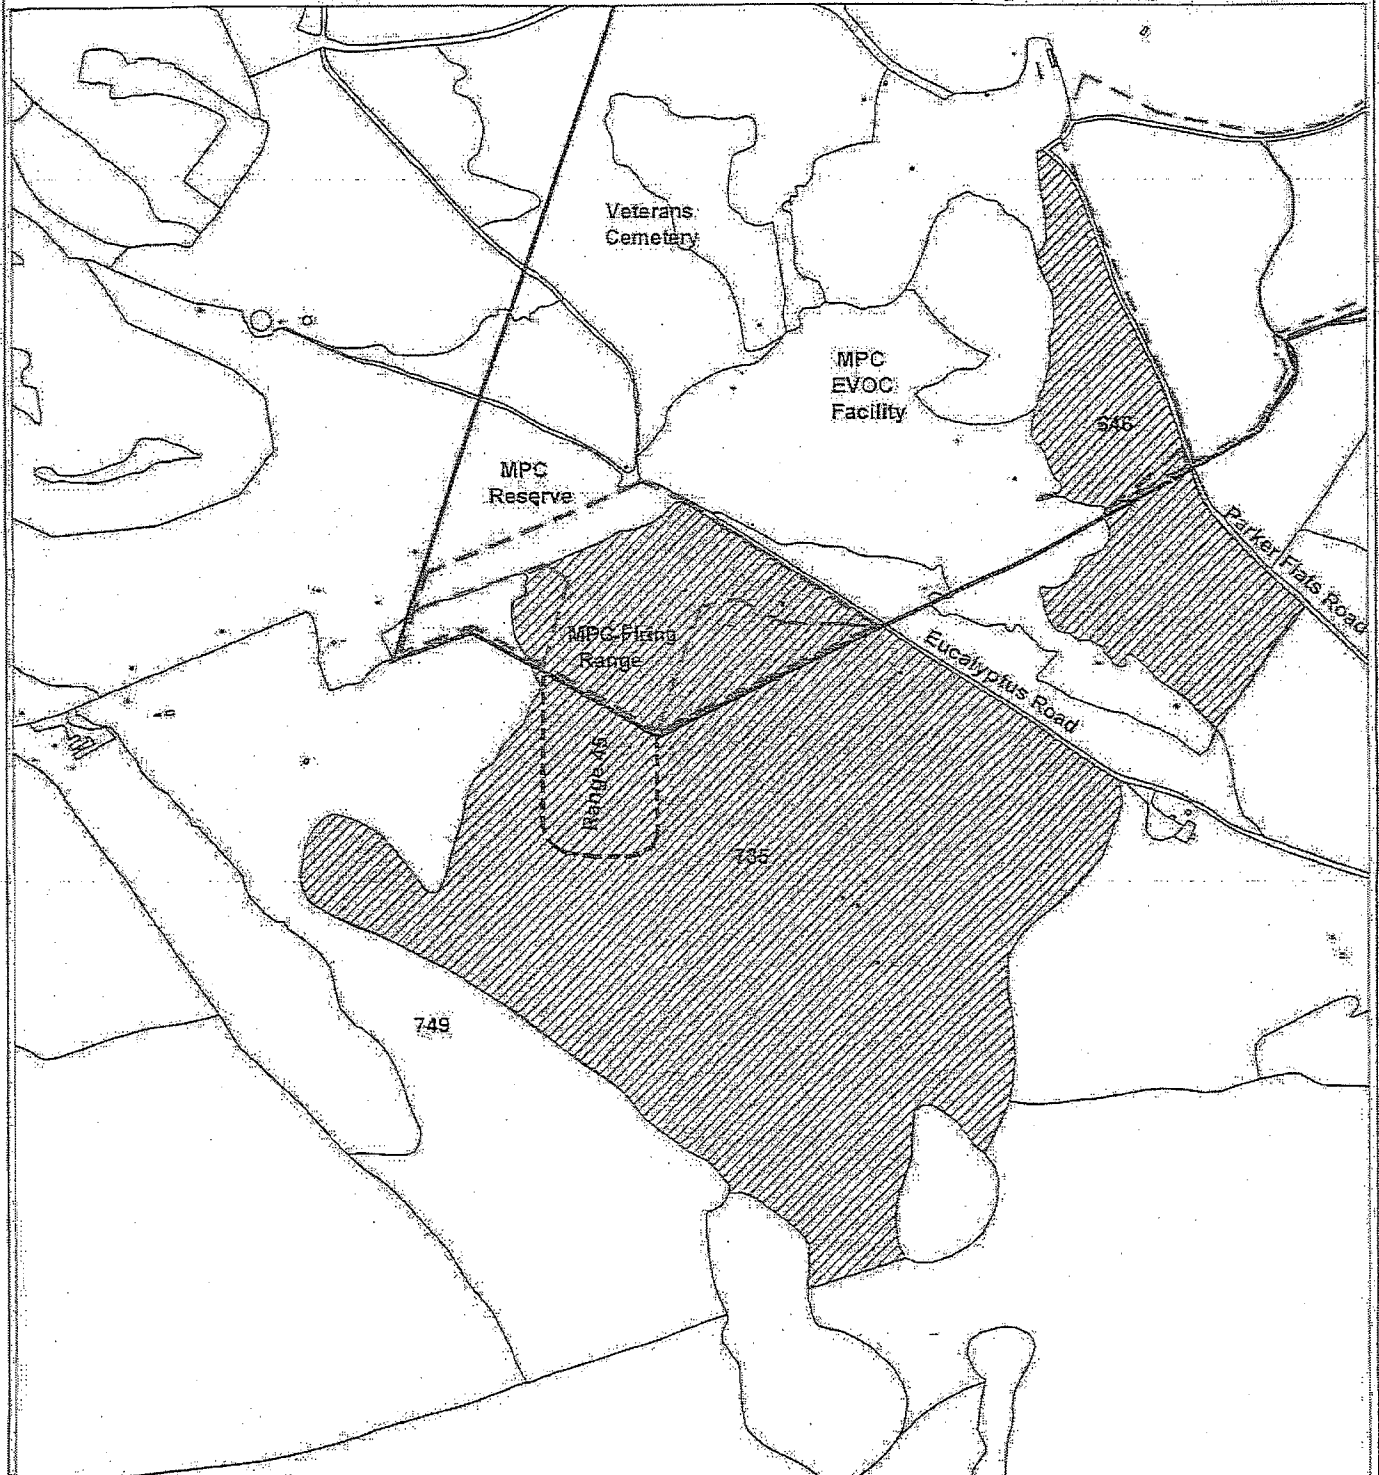 Veterans
Cemetery
MPC
EVOC
Facility
646
MPC
Reserve
Parker Flats Road
MPC Firing
Range
Eucalyptus Road
Range 45
735
749